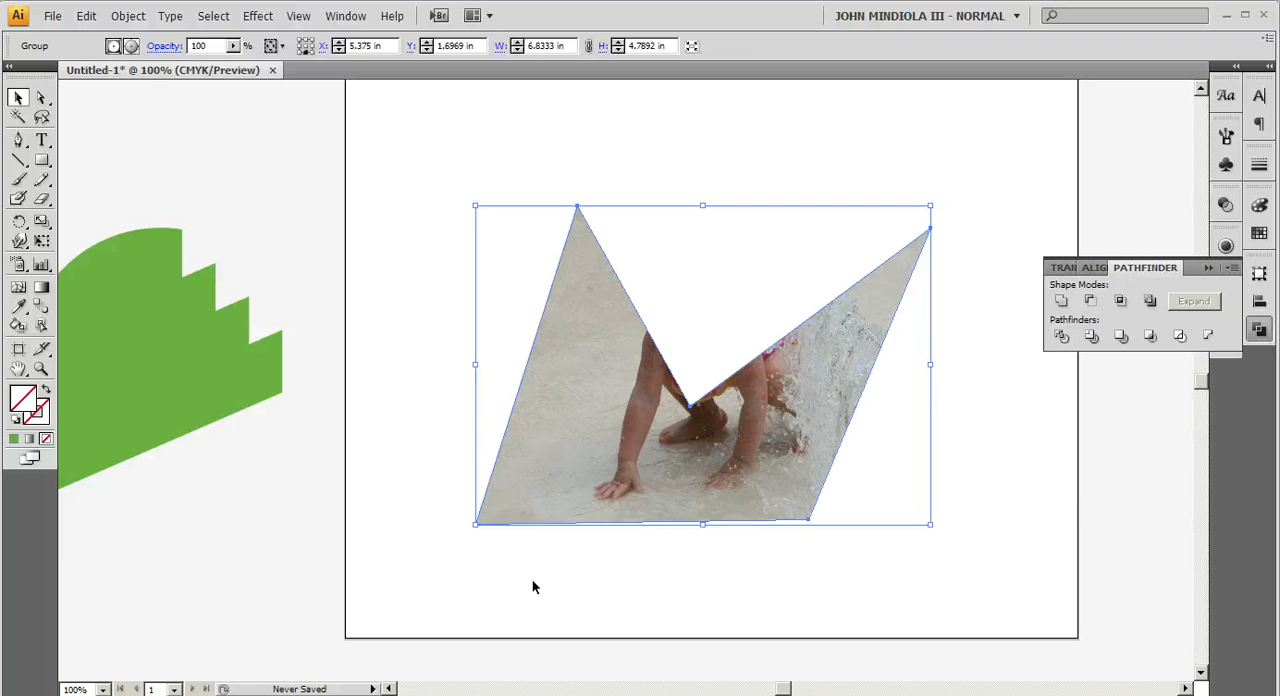 Ai File Edit Object Type Select Effect View Window Help Br JOHN MINDIOLA III - NORMAL
Group Opacity: 100 % X: 5.375 in Y: 1.6969 in W: 6.8333 in H: 4.7892 in
Untitled-1* @ 100% (CMYK/Preview)
TRAN ALIG PATHFINDER
Shape Modes:
Expand
Pathfinders:
100% 1 Never Saved